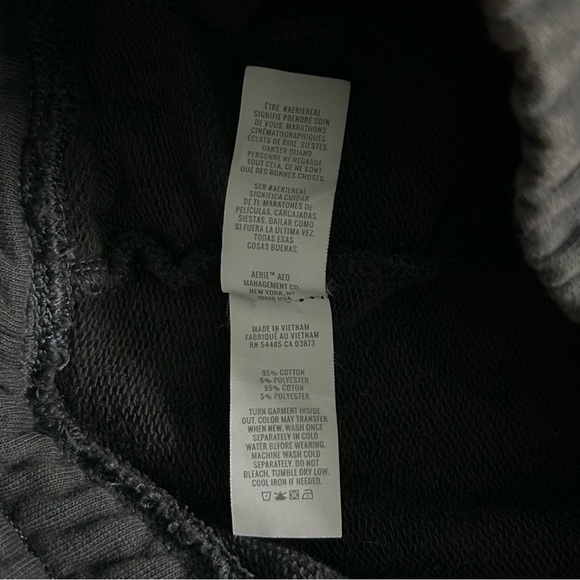 ÊTRE #AERIEREAL
SIGNIFIE PRENDRE SOIN
DE VOUS. MARATHONS
CINÉMATOGRAPHIQUES.
ÉCLATS DE RIRE. SIESTES.
DANSER QUAND
PERSONNE NE REGARDE.
TOUT CELA, CE NE SONT
QUE DES BONNES CHOSES.
SER #AERIEREAL
SIGNIFICA CUIDAR
DE TI. MARATONES DE
PELÍCULAS, CARCAJADAS,
SIESTAS. BAILAR COMO
SI FUERA LA ÚLTIMA VEZ.
TODAS ESAS
COSAS BUENAS.
AERIE™ AEO
MANAGEMENT CO.
NEW YORK, NY
10016 USA
MADE IN VIETNAM
FABRIQUÉ AU VIETNAM
RN 54485 CA 03873
95% COTTON
5% POLYESTER
95% COTON
5% POLYESTER
TURN GARMENT INSIDE
OUT. COLOR MAY TRANSFER
WHEN NEW. WASH ONCE
SEPARATELY IN COLD
WATER BEFORE WEARING.
MACHINE WASH COLD
SEPARATELY. DO NOT
BLEACH. TUMBLE DRY LOW.
COOL IRON IF NEEDED.